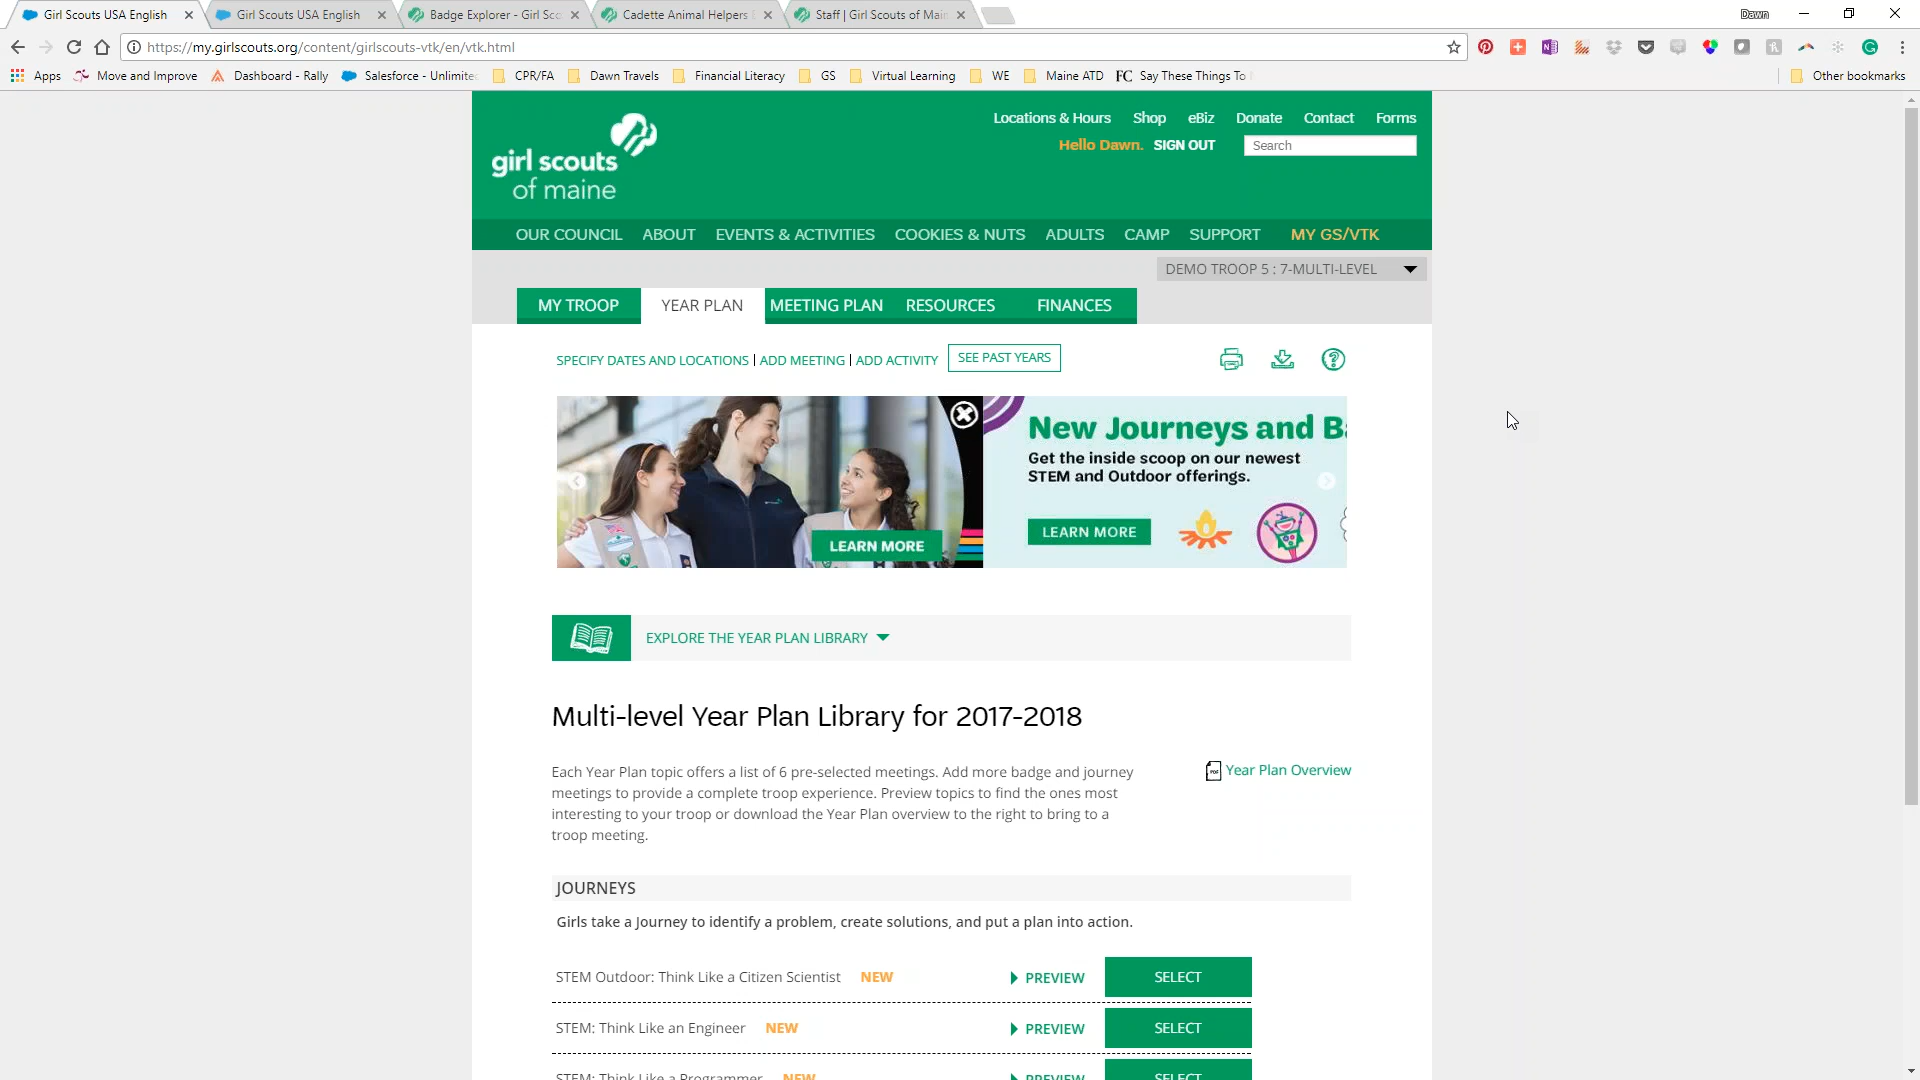 Girl Scouts USA English
Girl Scouts USA English
Badge Explorer - Girl Sc
Cadette Animal Helpers
Staff | Girl Scouts of Mai
Dawn
https://my.girlscouts.org/content/girlscouts-vtk/en/vtk.html
Apps
Move and Improve
Dashboard - Rally
Salesforce - Unlimite
CPR/FA
Dawn Travels
Financial Literacy
GS
Virtual Learning
WE
Maine ATD
FC Say These Things To
Other bookmarks
girl scouts
of maine
Locations & Hours Shop eBiz Donate Contact Forms
Hello Dawn. SIGN OUT
Search
OUR COUNCIL ABOUT EVENTS & ACTIVITIES COOKIES & NUTS ADULTS CAMP SUPPORT MY GS/VTK
DEMO TROOP 5 : 7-MULTI-LEVEL
MY TROOP YEAR PLAN MEETING PLAN RESOURCES FINANCES
SPECIFY DATES AND LOCATIONS | ADD MEETING | ADD ACTIVITY SEE PAST YEARS
LEARN MORE
New Journeys and Ba
Get the inside scoop on our newest
STEM and Outdoor offerings.
LEARN MORE
EXPLORE THE YEAR PLAN LIBRARY
Multi-level Year Plan Library for 2017-2018
Each Year Plan topic offers a list of 6 pre-selected meetings. Add more badge and journey
meetings to provide a complete troop experience. Preview topics to find the ones most
interesting to your troop or download the Year Plan overview to the right to bring to a
troop meeting.
PDF Year Plan Overview
JOURNEYS
Girls take a Journey to identify a problem, create solutions, and put a plan into action.
STEM Outdoor: Think Like a Citizen Scientist NEW PREVIEW SELECT
STEM: Think Like an Engineer NEW PREVIEW SELECT
STEM: Think Like a Programmer NEW PREVIEW SELECT